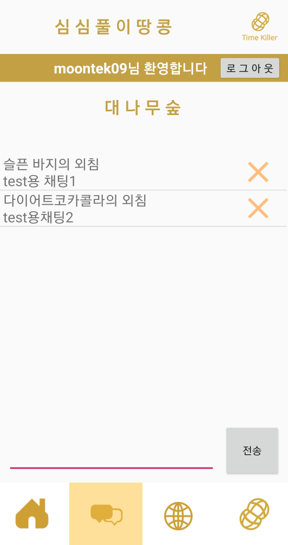 심심풀이땅콩
Time Killer
moontek09님 환영합니다
로그아웃
대나무숲
슬픈 바지의 외침
test용 채팅1
다이어트코카콜라의 외침
test용채팅2
전송